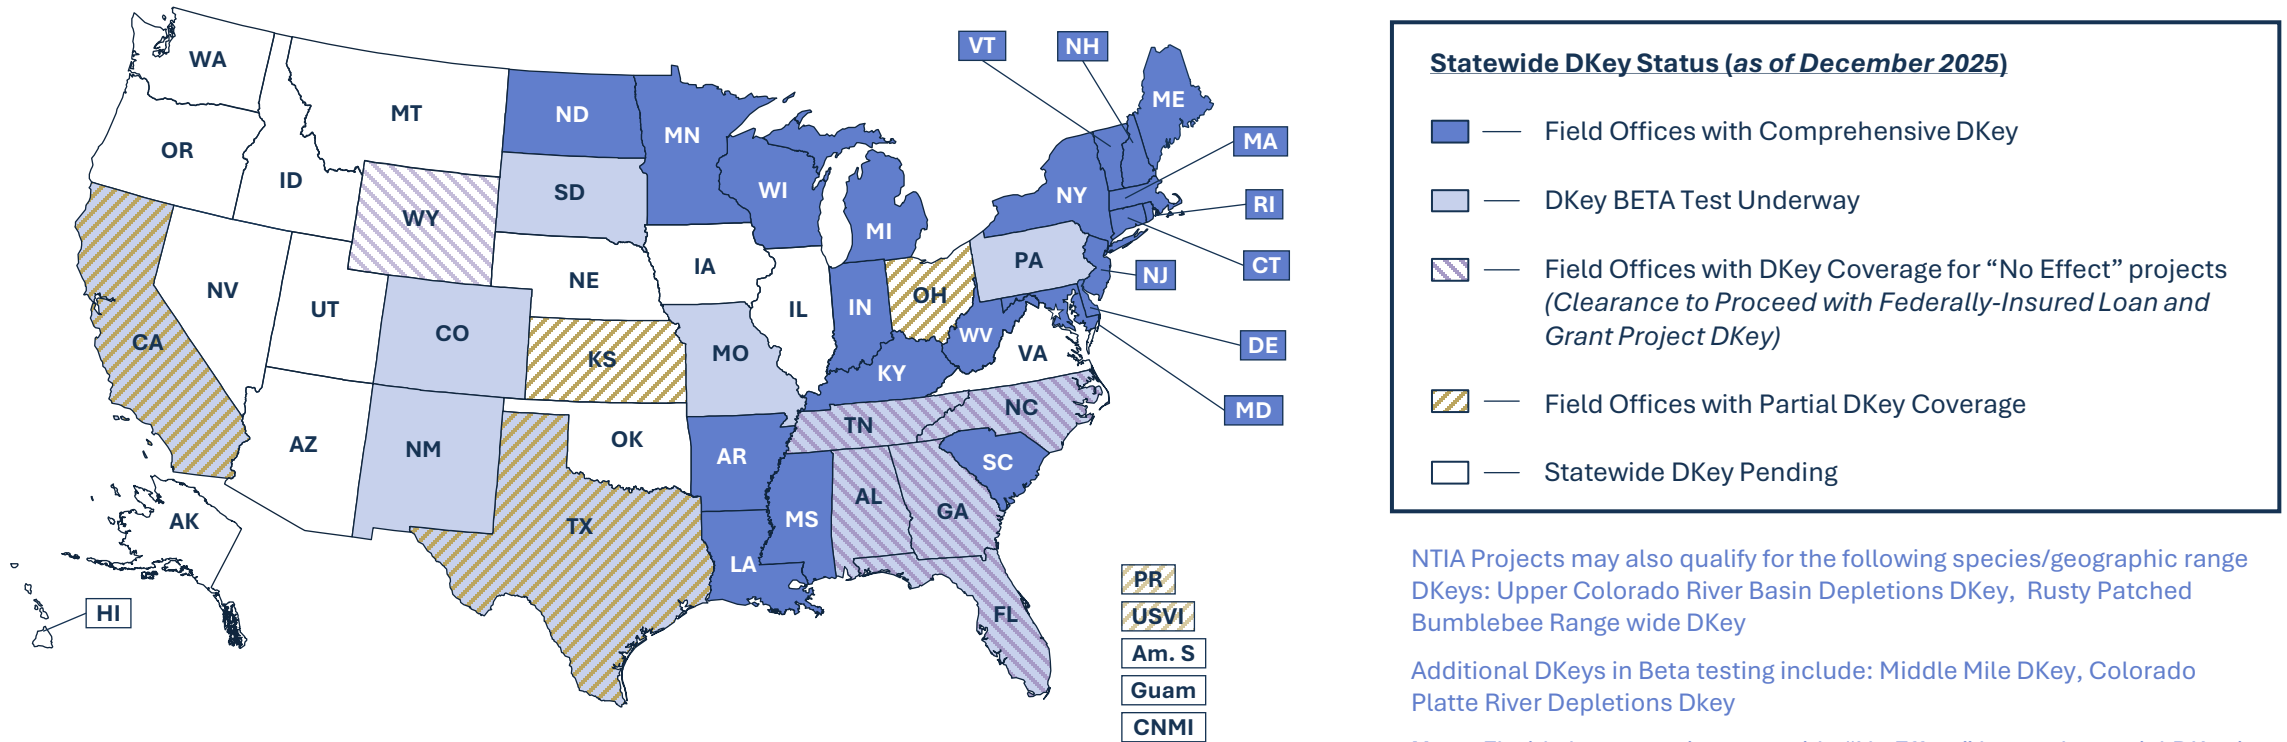 WA
OR
ID
MT
ND
MN
SD
WY
NE
IA
WI
MI
NV
UT
CO
KS
MO
IL
IN
OH
PA
NY
ME
VT
NH
MA
RI
CT
NJ
DE
MD
WV
VA
KY
CA
AZ
NM
OK
AR
TN
NC
SC
TX
LA
MS
AL
GA
FL
AK
HI
PR
USVI
Am. S
Guam
CNMI
Statewide DKey Status (as of December 2025)
Field Offices with Comprehensive DKey
DKey BETA Test Underway
Field Offices with DKey Coverage for “No Effect” projects
(Clearance to Proceed with Federally-Insured Loan and
Grant Project DKey)
Field Offices with Partial DKey Coverage
Statewide DKey Pending
NTIA Projects may also qualify for the following species/geographic range
DKeys: Upper Colorado River Basin Depletions DKey, Rusty Patched
Bumblebee Range wide DKey
Additional DKeys in Beta testing include: Middle Mile DKey, Colorado
Platte River Depletions Dkey